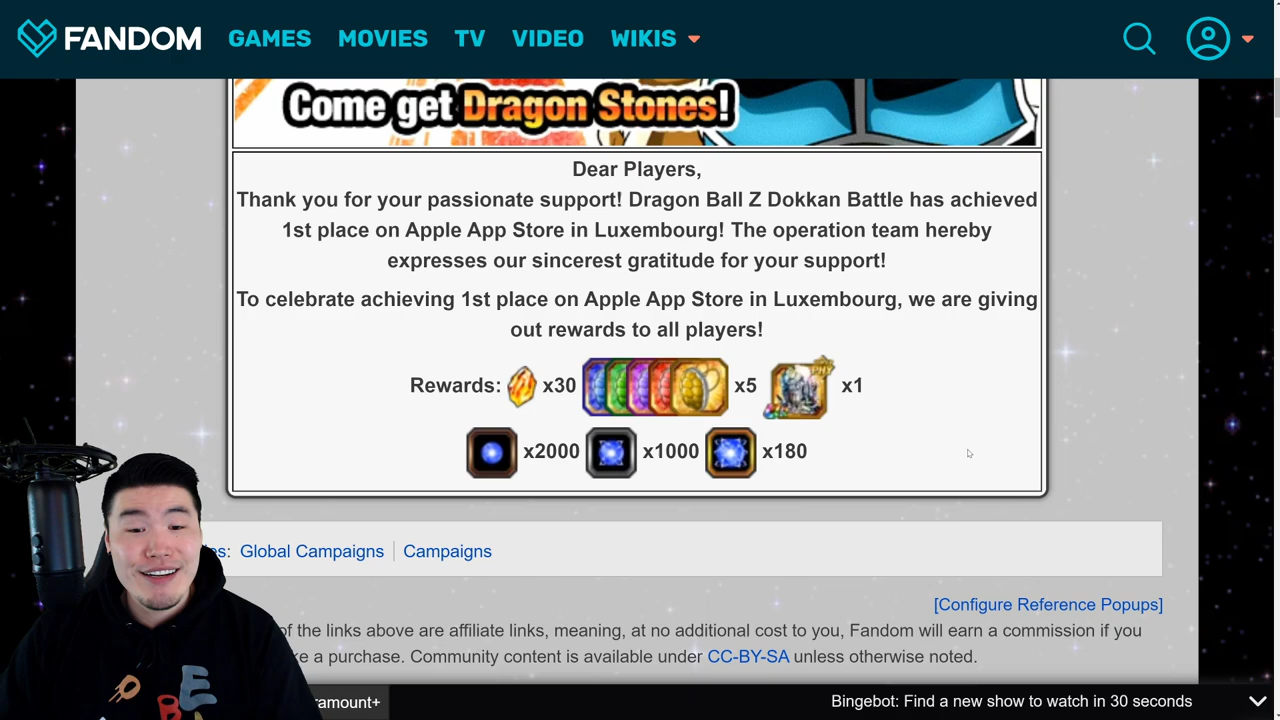 FANDOM GAMES MOVIES TV VIDEO WIKIS
Come get Dragon Stones!
Dear Players,
Thank you for your passionate support! Dragon Ball Z Dokkan Battle has achieved
1st place on Apple App Store in Luxembourg! The operation team hereby
expresses our sincerest gratitude for your support!
To celebrate achieving 1st place on Apple App Store in Luxembourg, we are giving
out rewards to all players!
Rewards: x30 x5 PHY x1
x2000 x1000 x180
es: Global Campaigns Campaigns
[Configure Reference Popups]
of the links above are affiliate links, meaning, at no additional cost to you, Fandom will earn a commission if you
ke a purchase. Community content is available under CC-BY-SA unless otherwise noted.
ramount+ Bingebot: Find a new show to watch in 30 seconds